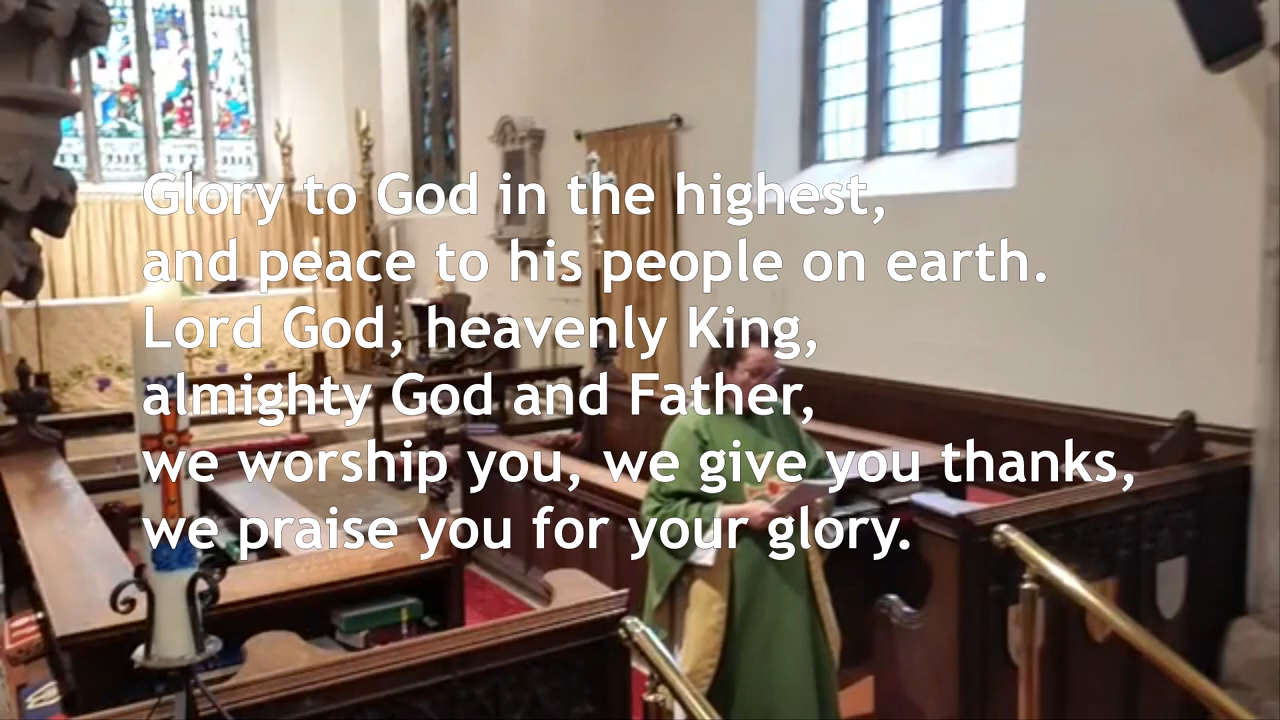 Glory to God in the highest,
and peace to his people on earth.
Lord God, heavenly King,
almighty God and Father,
we worship you, we give you thanks,
we praise you for your glory.